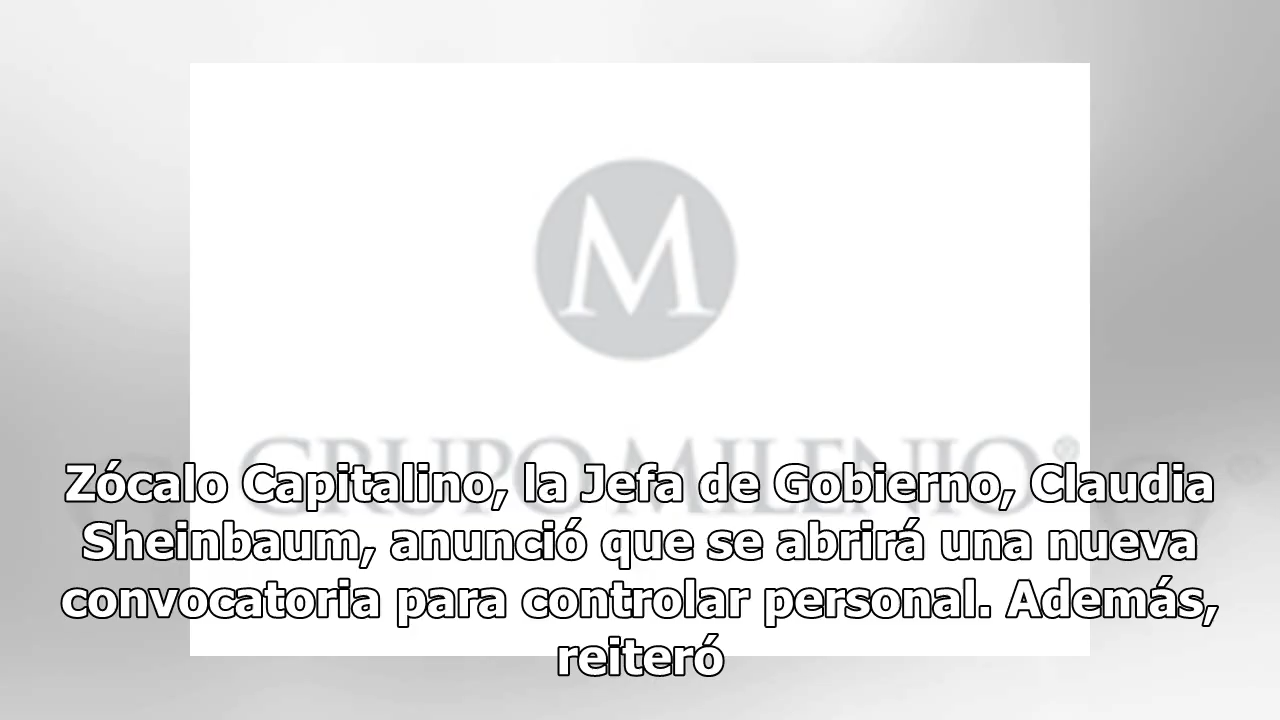 M
GRUPO MILENIO®
Zócalo Capitalino, la Jefa de Gobierno, Claudia
Sheinbaum, anunció que se abrirá una nueva
convocatoria para controlar personal. Además,
reiteró